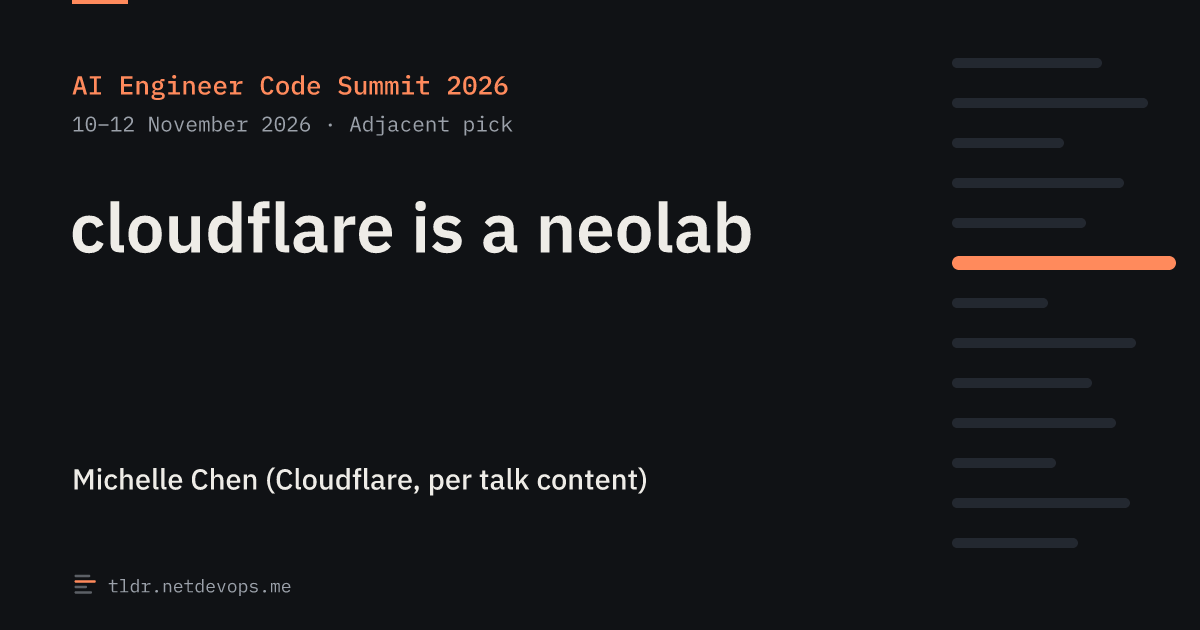 AI Engineer Code Summit 2026
10–12 November 2026 · Adjacent pick
cloudflare is a neolab
Michelle Chen (Cloudflare, per talk content)
tldr.netdevops.me